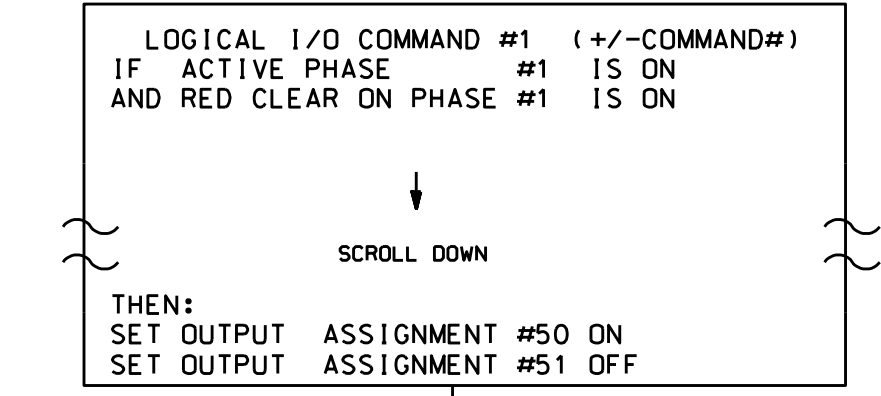 LOGICAL I/O COMMAND #1 (+/-COMMAND#)
IF ACTIVE PHASE #1 IS ON
AND RED CLEAR ON PHASE #1 IS ON
SCROLL DOWN
THEN:
SET OUTPUT ASSIGNMENT #50 ON
SET OUTPUT ASSIGNMENT #51 OFF